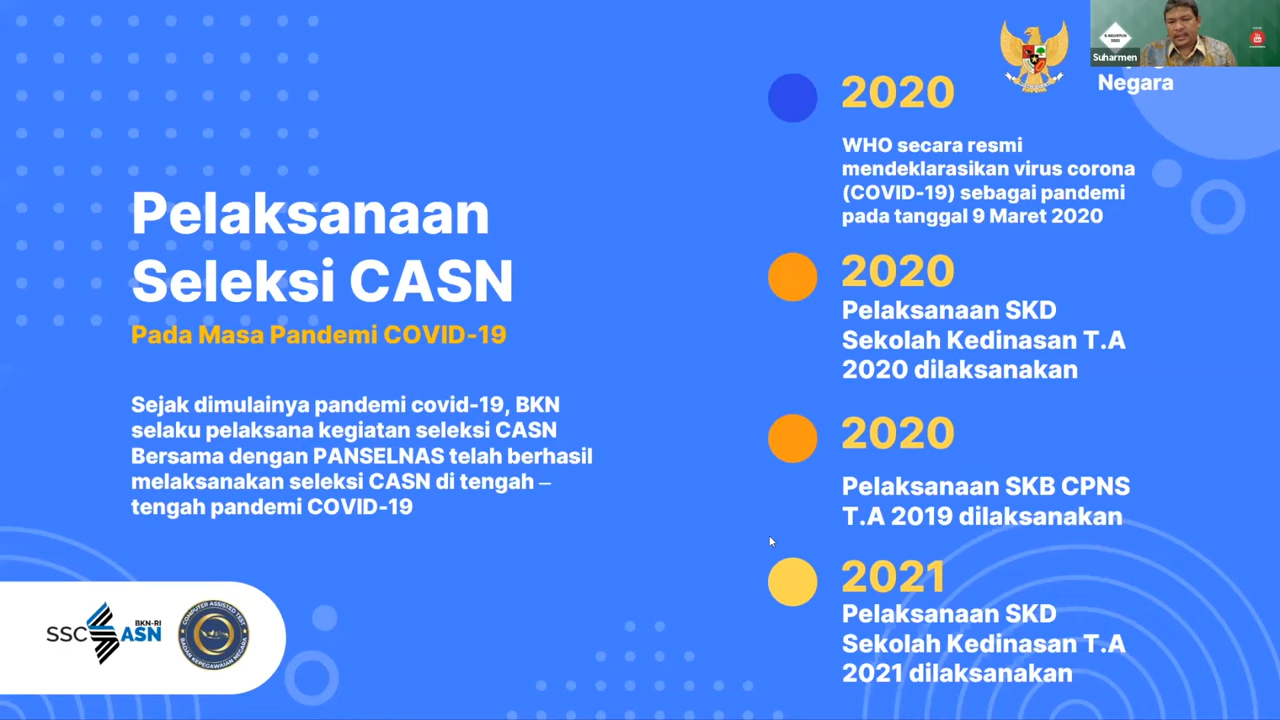 Pelaksanaan
Seleksi CASN
Pada Masa Pandemi COVID-19
Sejak dimulainya pandemi covid-19, BKN
selaku pelaksana kegiatan seleksi CASN
Bersama dengan PANSELNAS telah berhasil
melaksanakan seleksi CASN di tengah –
tengah pandemi COVID-19
SSC ASN
BKN-RI
COMPUTER ASSISTED TEST
BADAN KEPEGAWAIAN NEGARA
Suharmen
Negara
2020
WHO secara resmi
mendeklarasikan virus corona
(COVID-19) sebagai pandemi
pada tanggal 9 Maret 2020
2020
Pelaksanaan SKD
Sekolah Kedinasan T.A
2020 dilaksanakan
2020
Pelaksanaan SKB CPNS
T.A 2019 dilaksanakan
2021
Pelaksanaan SKD
Sekolah Kedinasan T.A
2021 dilaksanakan